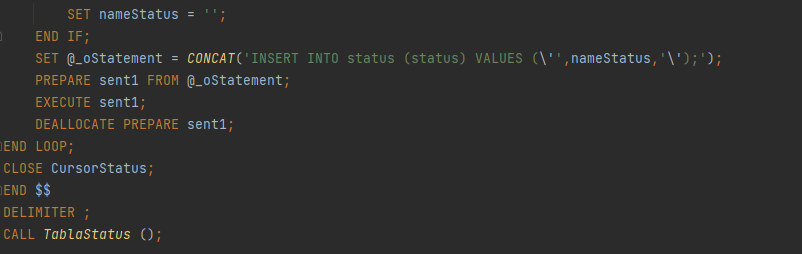 SET nameStatus = '';
END IF;
SET @_oStatement = CONCAT('INSERT INTO status (status) VALUES (\'',nameStatus,'\');');
PREPARE sent1 FROM @_oStatement;
EXECUTE sent1;
DEALLOCATE PREPARE sent1;
END LOOP;
CLOSE CursorStatus;
END $$
DELIMITER ;
CALL TablaStatus ();